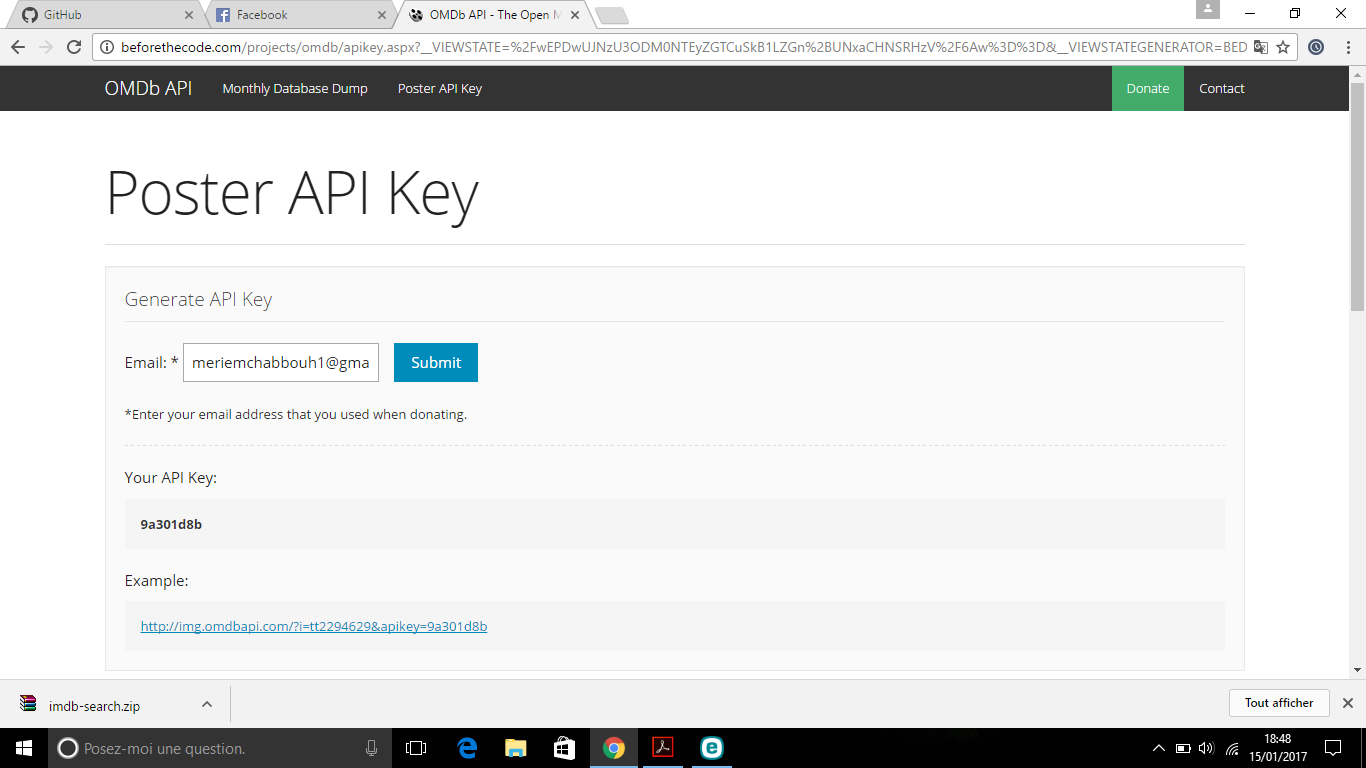 GitHub
Facebook
OMDb API - The Open M
beforethecode.com/projects/omdb/apikey.aspx?__VIEWSTATE=%2FwEPDwUJNzU3ODM0NTEyZGTCuSkB1LZGn%2BUNxaCHNSRHzV%2F6Aw%3D%3D&__VIEWSTATEGENERATOR=BED
OMDb API Monthly Database Dump Poster API Key Donate Contact
Poster API Key
Generate API Key
Email: * meriemchabbouh1@gma Submit
*Enter your email address that you used when donating.
Your API Key:
9a301d8b
Example:
http://img.omdbapi.com/?i=tt2294629&apikey=9a301d8b
imdb-search.zip Tout afficher
Posez-moi une question.
18:48
15/01/2017